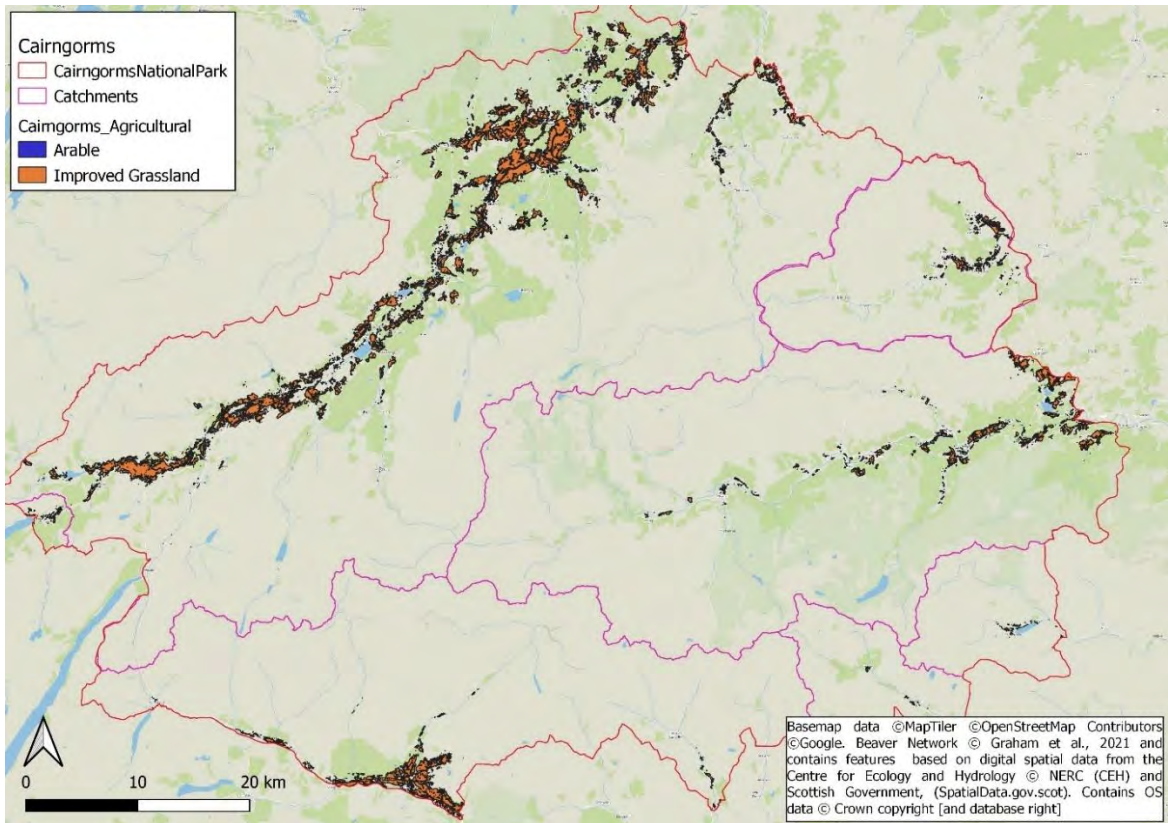 Cairngorms
CairngormsNationalPark
Catchments
Cairngorms_Agricultural
Arable
Improved Grassland
0 10 20 km
Basemap data ©MapTiler ©OpenStreetMap Contributors
©Google. Beaver Network © Graham et al., 2021 and
contains features based on digital spatial data from the
Centre for Ecology and Hydrology © NERC (CEH) and
Scottish Government, (SpatialData.gov.scot). Contains OS
data © Crown copyright [and database right]